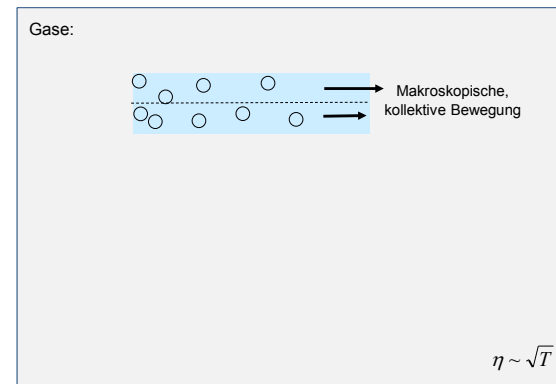 Gase:
Makroskopische,
kollektive Bewegung
η ~ √T